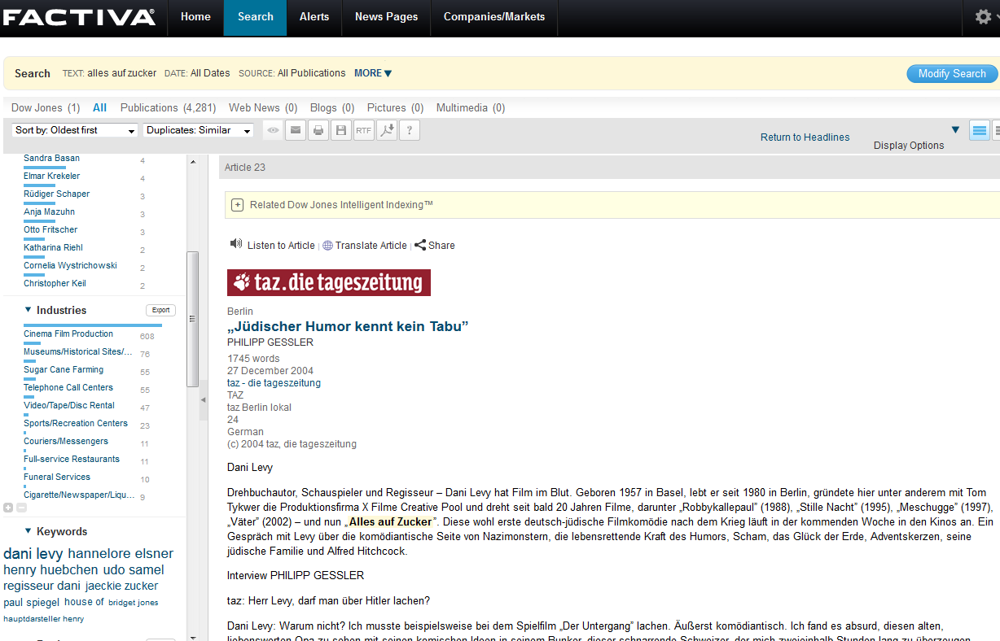 FACTIVA®
Home
Search
Alerts
News Pages
Companies/Markets
Search TEXT: alles auf zucker DATE: All Dates SOURCE: All Publications MORE ▼
Modify Search
Dow Jones (1) All Publications (4,281) Web News (0) Blogs (0) Pictures (0) Multimedia (0)
Sort by: Oldest first
Duplicates: Similar
RTF
?
Return to Headlines
Display Options
Sandra Basan 4
Elmar Krekeler 4
Rüdiger Schaper 3
Anja Mazuhn 3
Otto Fritscher 3
Katharina Riehl 2
Cornelia Wystrichowski 2
Christopher Keil 2
Industries
Export
Cinema Film Production 608
Museums/Historical Sites/... 76
Sugar Cane Farming 55
Telephone Call Centers 55
Video/Tape/Disc Rental 47
Sports/Recreation Centers 23
Couriers/Messengers 11
Full-service Restaurants 11
Funeral Services 10
Cigarette/Newspaper/Liqu... 9
Keywords
dani levy hannelore elsner
henry huebchen udo samel
regisseur dani jaeckie zucker
paul spiegel house of bridget jones
hauptdarsteller henry
Article 23
+ Related Dow Jones Intelligent Indexing™
Listen to Article | Translate Article | Share
taz.die tageszeitung
Berlin
„Jüdischer Humor kennt kein Tabu”
PHILIPP GESSLER
1745 words
27 December 2004
taz - die tageszeitung
TAZ
taz Berlin lokal
24
German
(c) 2004 taz, die tageszeitung
Dani Levy
Drehbuchautor, Schauspieler und Regisseur – Dani Levy hat Film im Blut. Geboren 1957 in Basel, lebt er seit 1980 in Berlin, gründete hier unter anderem mit Tom
Tykwer die Produktionsfirma X Filme Creative Pool und dreht seit bald 20 Jahren Filme, darunter „Robbykallepaul” (1988), „Stille Nacht” (1995), „Meschugge” (1997),
„Väter” (2002) – und nun „Alles auf Zucker”. Diese wohl erste deutsch-jüdische Filmkomödie nach dem Krieg läuft in der kommenden Woche in den Kinos an. Ein
Gespräch mit Levy über die komödiantische Seite von Nazimonstern, die lebensrettende Kraft des Humors, Scham, das Glück der Erde, Adventskerzen, seine
jüdische Familie und Alfred Hitchcock.
Interview PHILIPP GESSLER
taz: Herr Levy, darf man über Hitler lachen?
Dani Levy: Warum nicht? Ich musste beispielsweise bei dem Spielfilm „Der Untergang” lachen. Äußerst komödiantisch. Ich fand es absurd, diesen alten,
liebenswerten Opa zu sehen mit seinen komischen Ideen in seinem Bunker, dieser schnarrende Schweizer, der mich zweieinhalb Stunden lang zu überzeugen